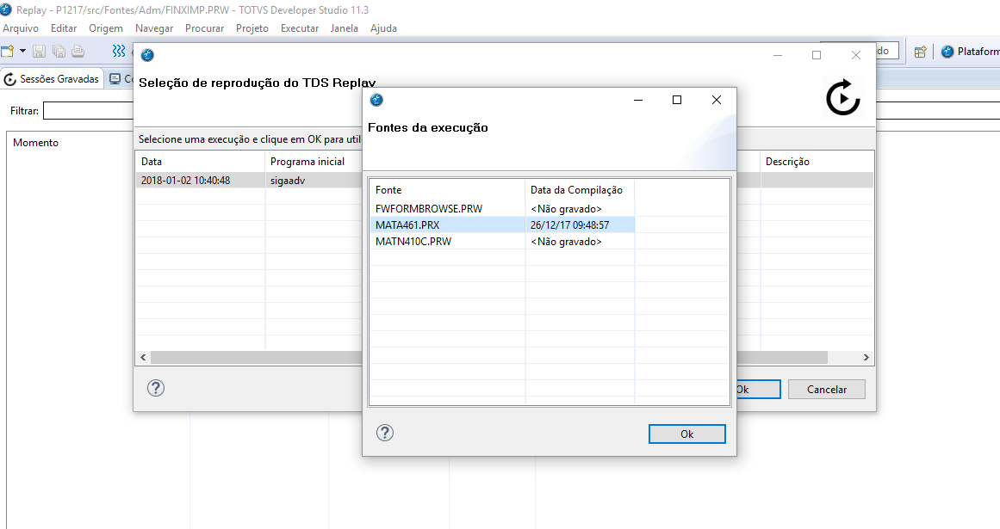 Replay - P1217/src/Fontes/Adm/FINXIMP.PRW - TOTVS Developer Studio 11.3
Arquivo Editar Origem Navegar Procurar Projeto Executar Janela Ajuda
do Plataform
Sessões Gravadas Co
Filtrar:
Momento
Seleção de reprodução do TDS Replay
Selecione uma execução e clique em OK para util
Data Programa inicial Descrição
2018-01-02 10:40:48 sigaadv
Ok Cancelar
Fontes da execução
Fonte Data da Compilação
FWFORMBROWSE.PRW <Não gravado>
MATA461.PRX 26/12/17 09:48:57
MATN410C.PRW <Não gravado>
Ok